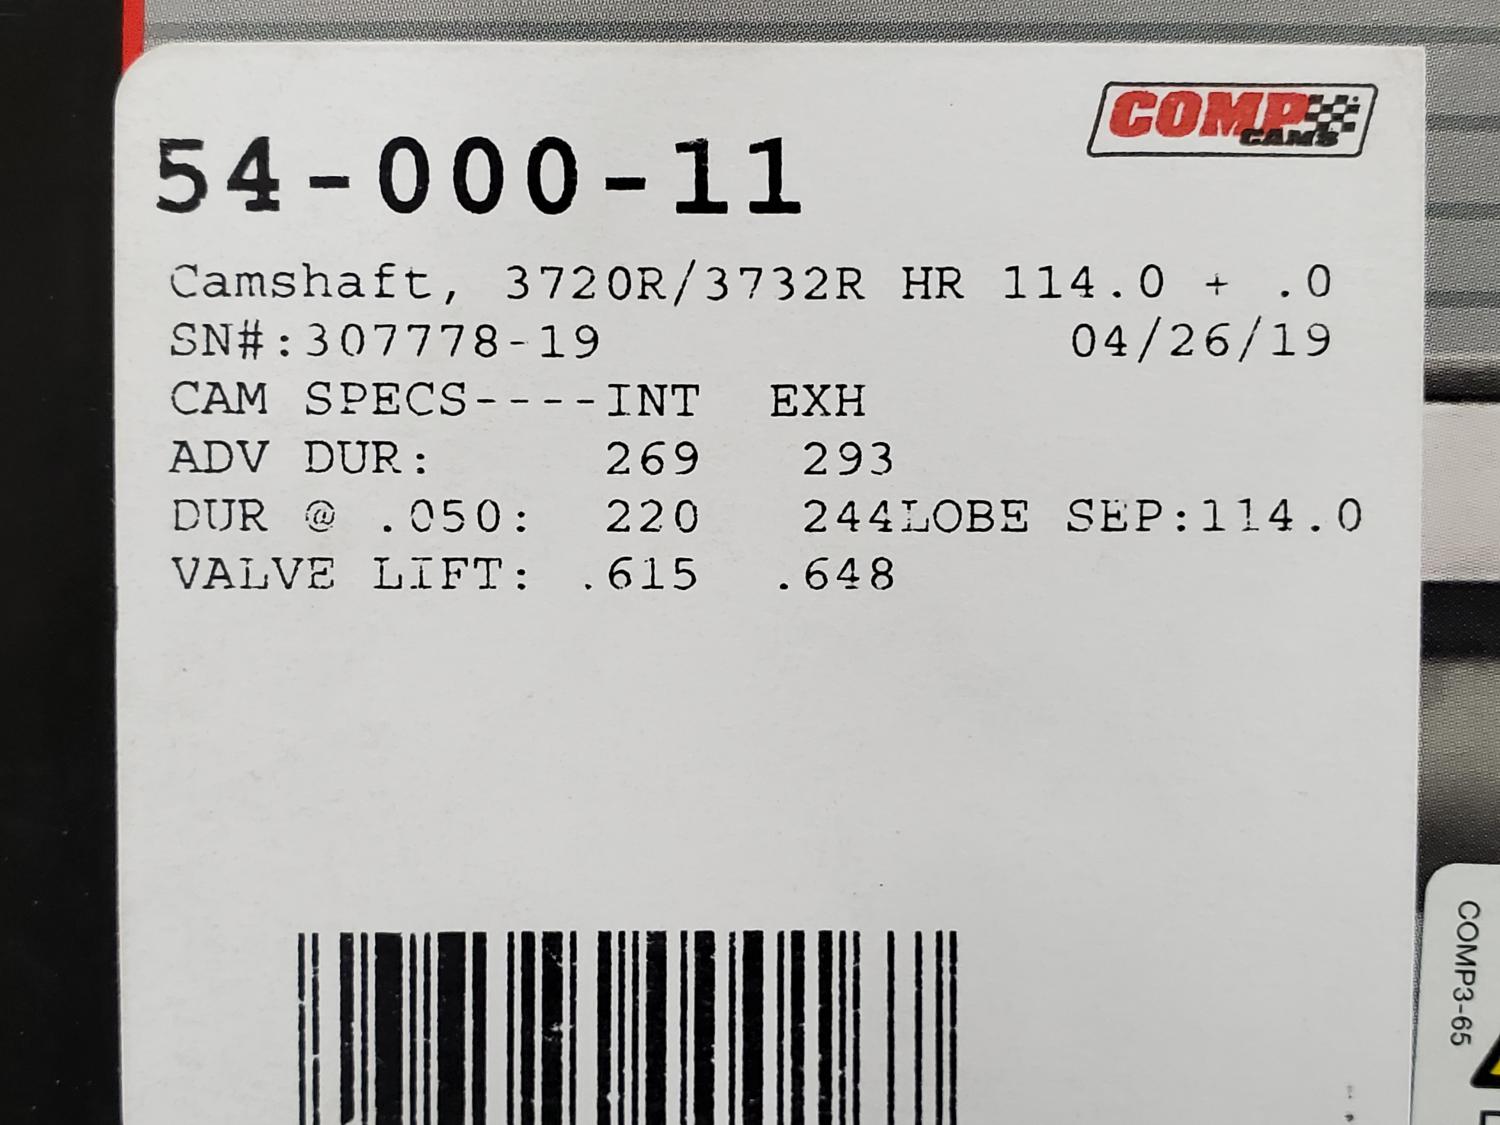 COMP
CAMS
54-000-11
Camshaft, 3720R/3732R HR 114.0 + .0
SN#:307778-19 04/26/19
CAM SPECS----INT EXH
ADV DUR: 269 293
DUR @ .050: 220 244LOBE SEP:114.0
VALVE LIFT: .615 .648
COMP3-65